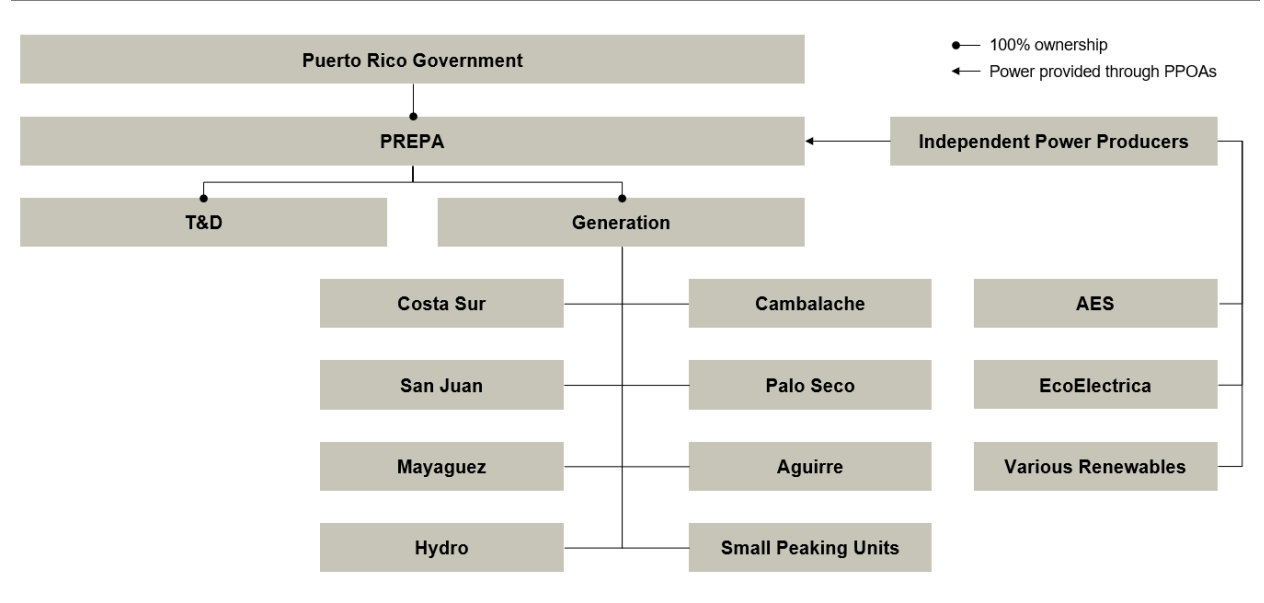 Puerto Rico Government
100% ownership
Power provided through PPOAs
PREPA
Independent Power Producers
T&D
Generation
Costa Sur
Cambalache
AES
San Juan
Palo Seco
EcoElectrica
Mayaguez
Aguirre
Various Renewables
Hydro
Small Peaking Units